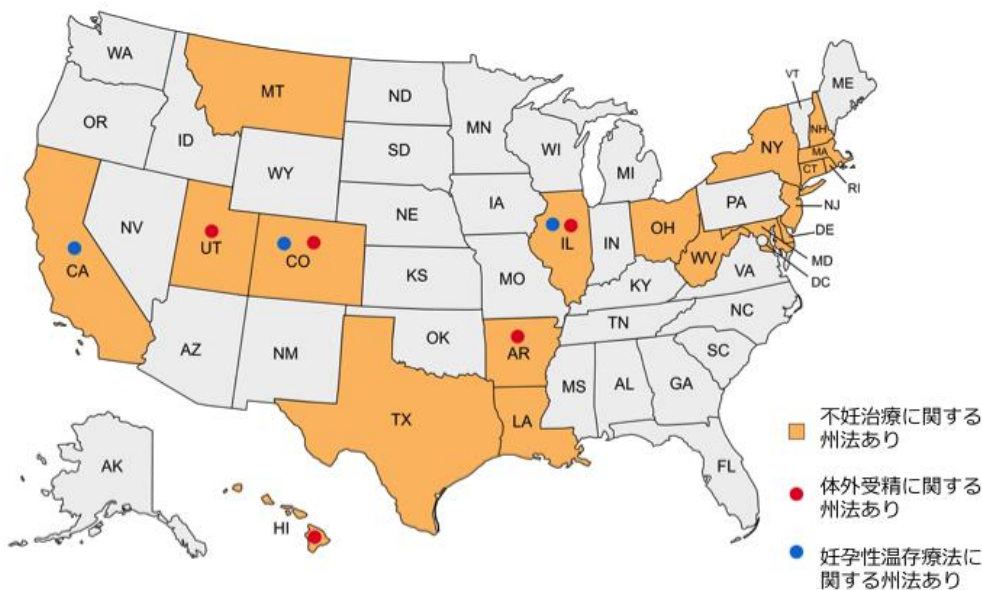 WA
OR
CA
NV
ID
MT
WY
UT
CO
AZ
NM
ND
SD
NE
KS
OK
TX
MN
IA
MO
AR
LA
WI
IL
MI
IN
OH
KY
TN
MS
AL
GA
FL
SC
NC
VA
WV
PA
NY
VT
ME
NH
MA
CT
RI
NJ
DE
MD
DC
AK
HI
不妊治療に関する
州法あり
体外受精に関する
州法あり
妊孕性温存療法に
関する州法あり